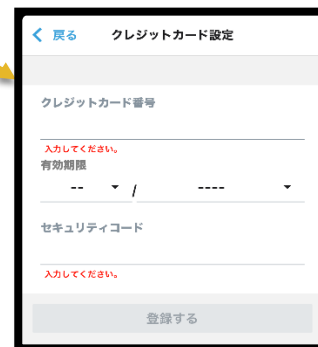 戻る クレジットカード設定
クレジットカード番号
入力してください。
有効期限
-- / ----
セキュリティコード
入力してください。
登録する